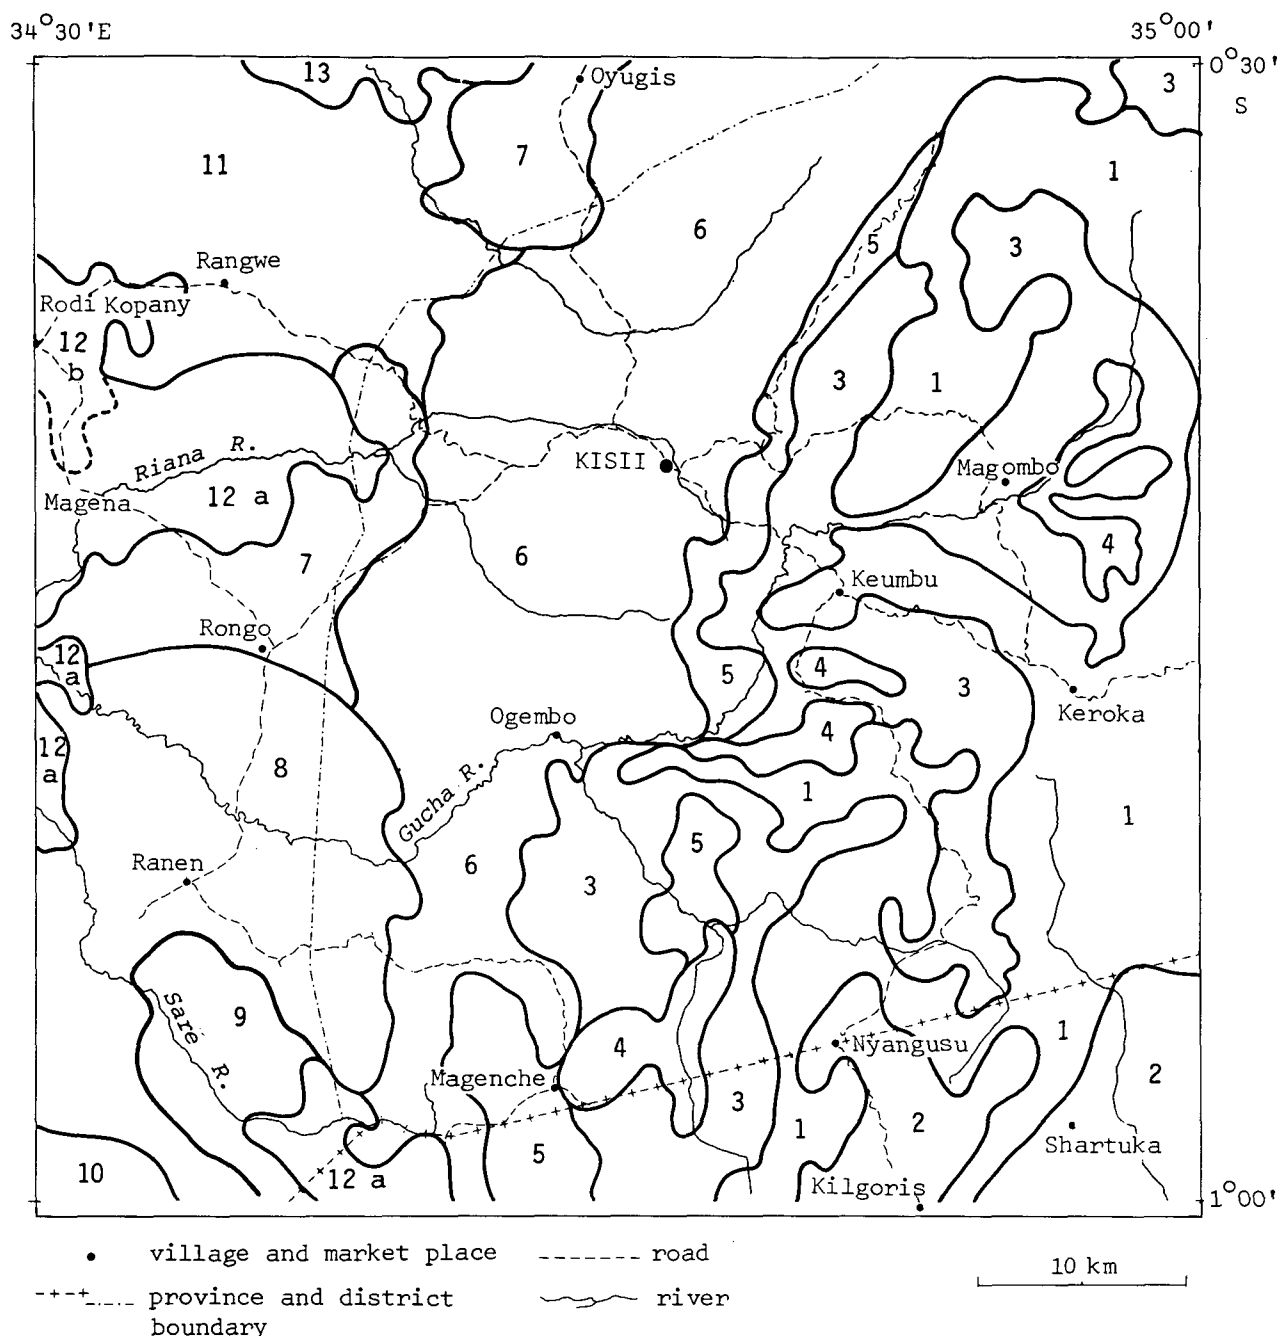 34°30'E
35°00'
0°30'
S
13
Oyugis
3
11
7
1
6
5
3
Rangwe
Rodi Kopany
12
b
3
1
Riana R.
KISII
Magombo
12 a
Magena
7
6
4
Keumbu
Rongo
12
a
5
4
3
Ogembo
Keroka
12
a
8
4
Gucha R.
1
1
5
Ranen
6
3
Sare R.
9
4
1
Nyangusu
Magenche
2
3
1
2
Shartuka
10
5
12 a
Kilgoris
1°00'
village and market place
road
10 km
province and district
river
boundary